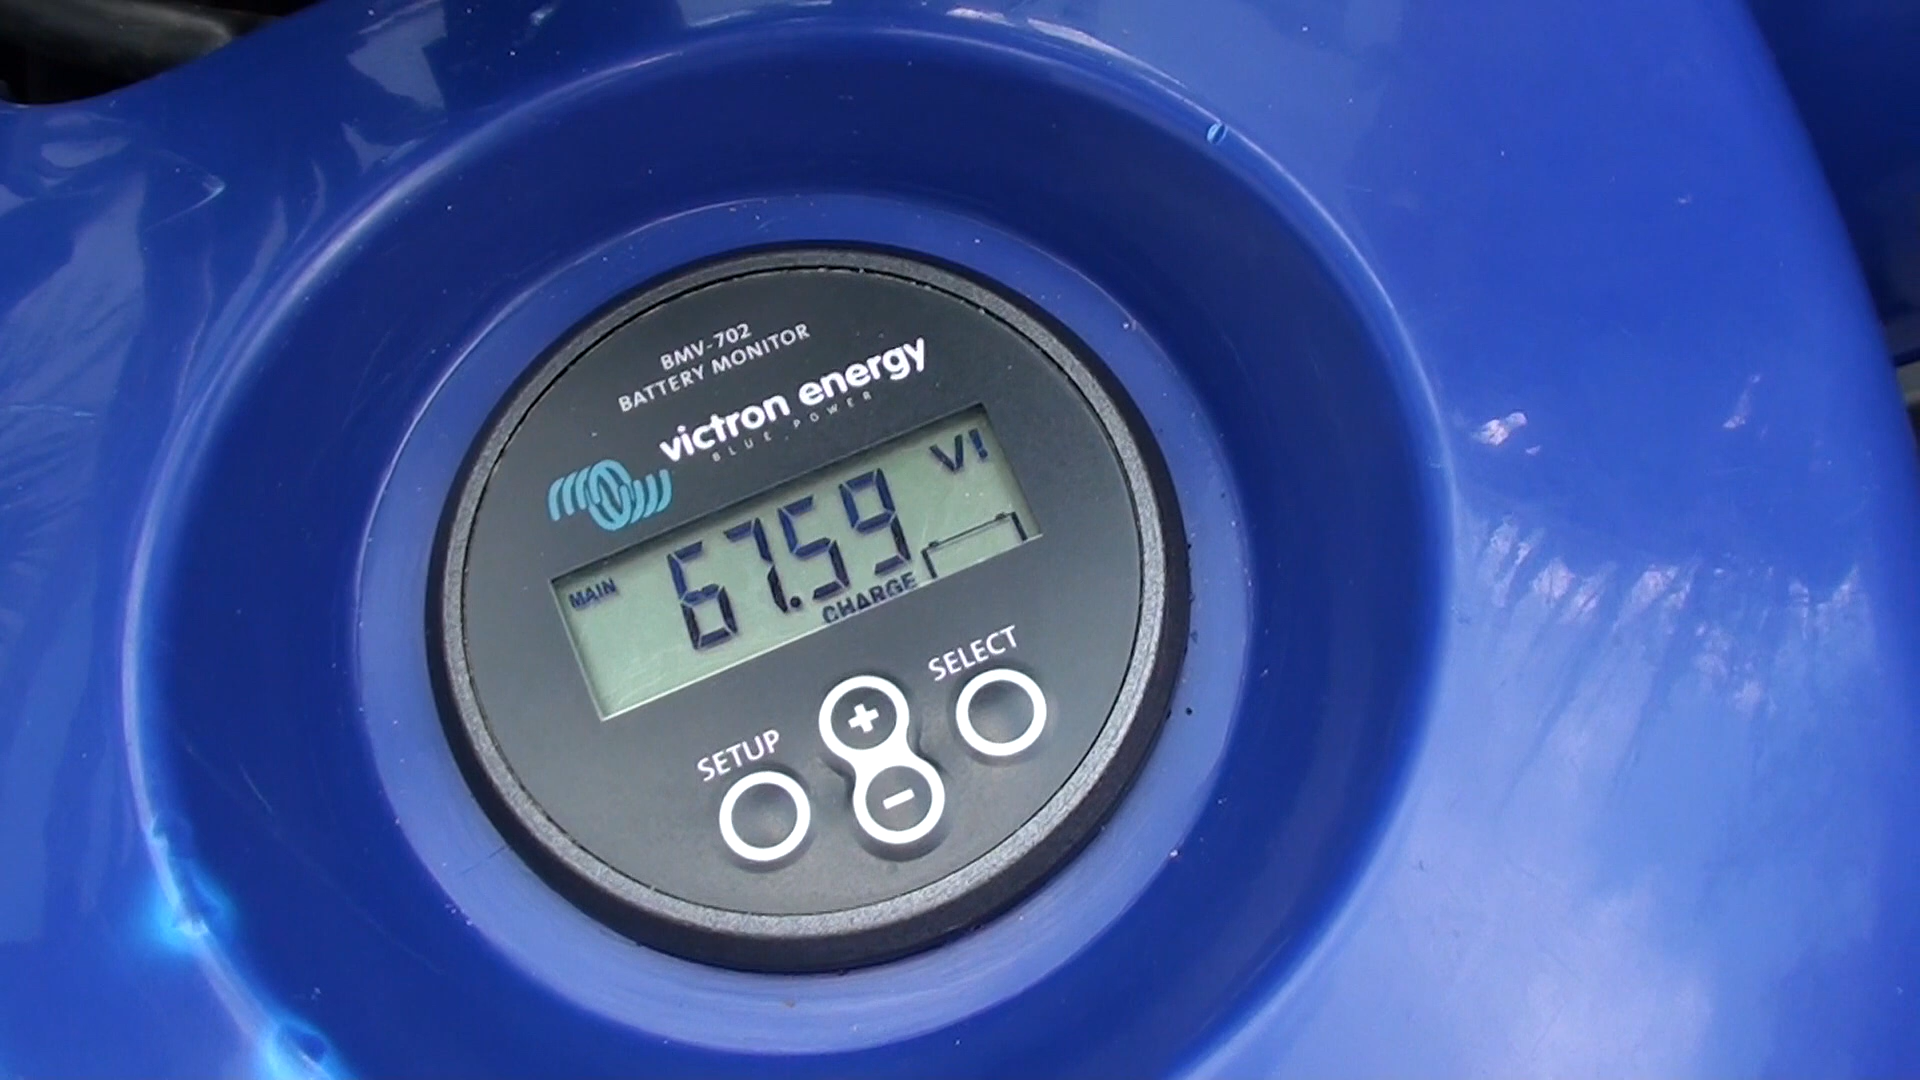 BMV-702
BATTERY MONITOR
victron energy
BLUE POWER
V!
MAIN 67.59
CHARGE
SELECT
+
SETUP
-